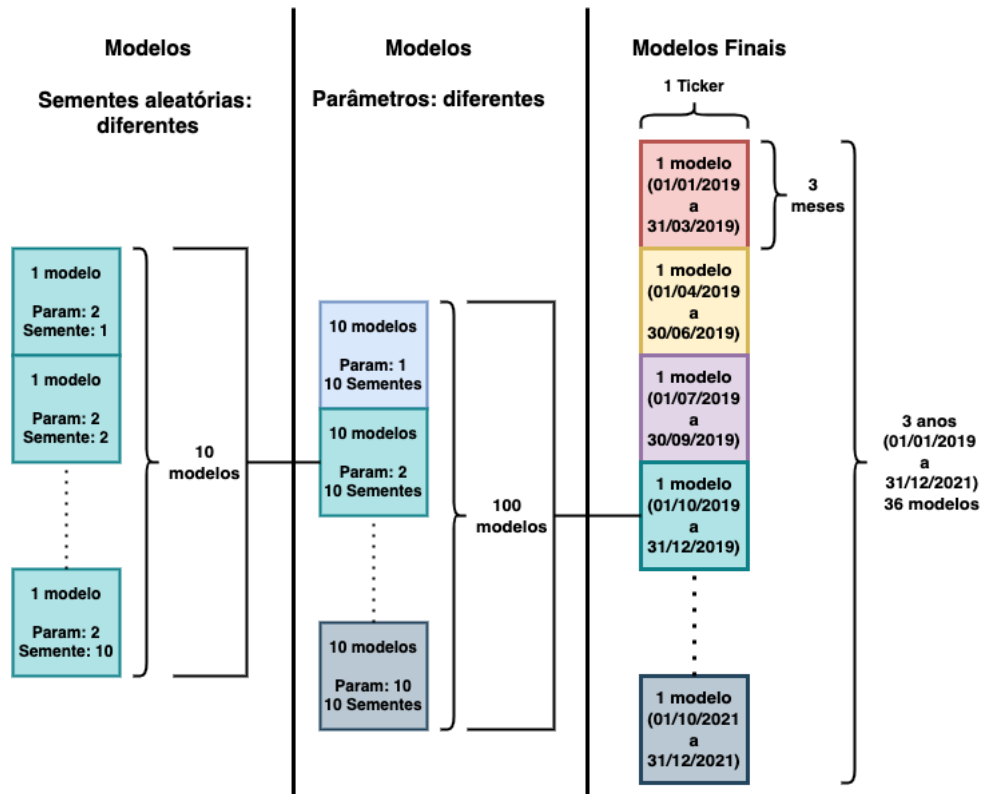 Modelos
Sementes aleatórias:
diferentes
1 modelo
Param: 2
Semente: 1
1 modelo
Param: 2
Semente: 2
1 modelo
Param: 2
Semente: 10
10
modelos
Modelos
Parâmetros: diferentes
10 modelos
Param: 1
10 Sementes
10 modelos
Param: 2
10 Sementes
10 modelos
Param: 10
10 Sementes
100
modelos
Modelos Finais
1 Ticker
1 modelo
(01/01/2019
a
31/03/2019)
3
meses
1 modelo
(01/04/2019
a
30/06/2019)
1 modelo
(01/07/2019
a
30/09/2019)
1 modelo
(01/10/2019
a
31/12/2019)
1 modelo
(01/10/2021
a
31/12/2021)
3 anos
(01/01/2019
a
31/12/2021)
36 modelos